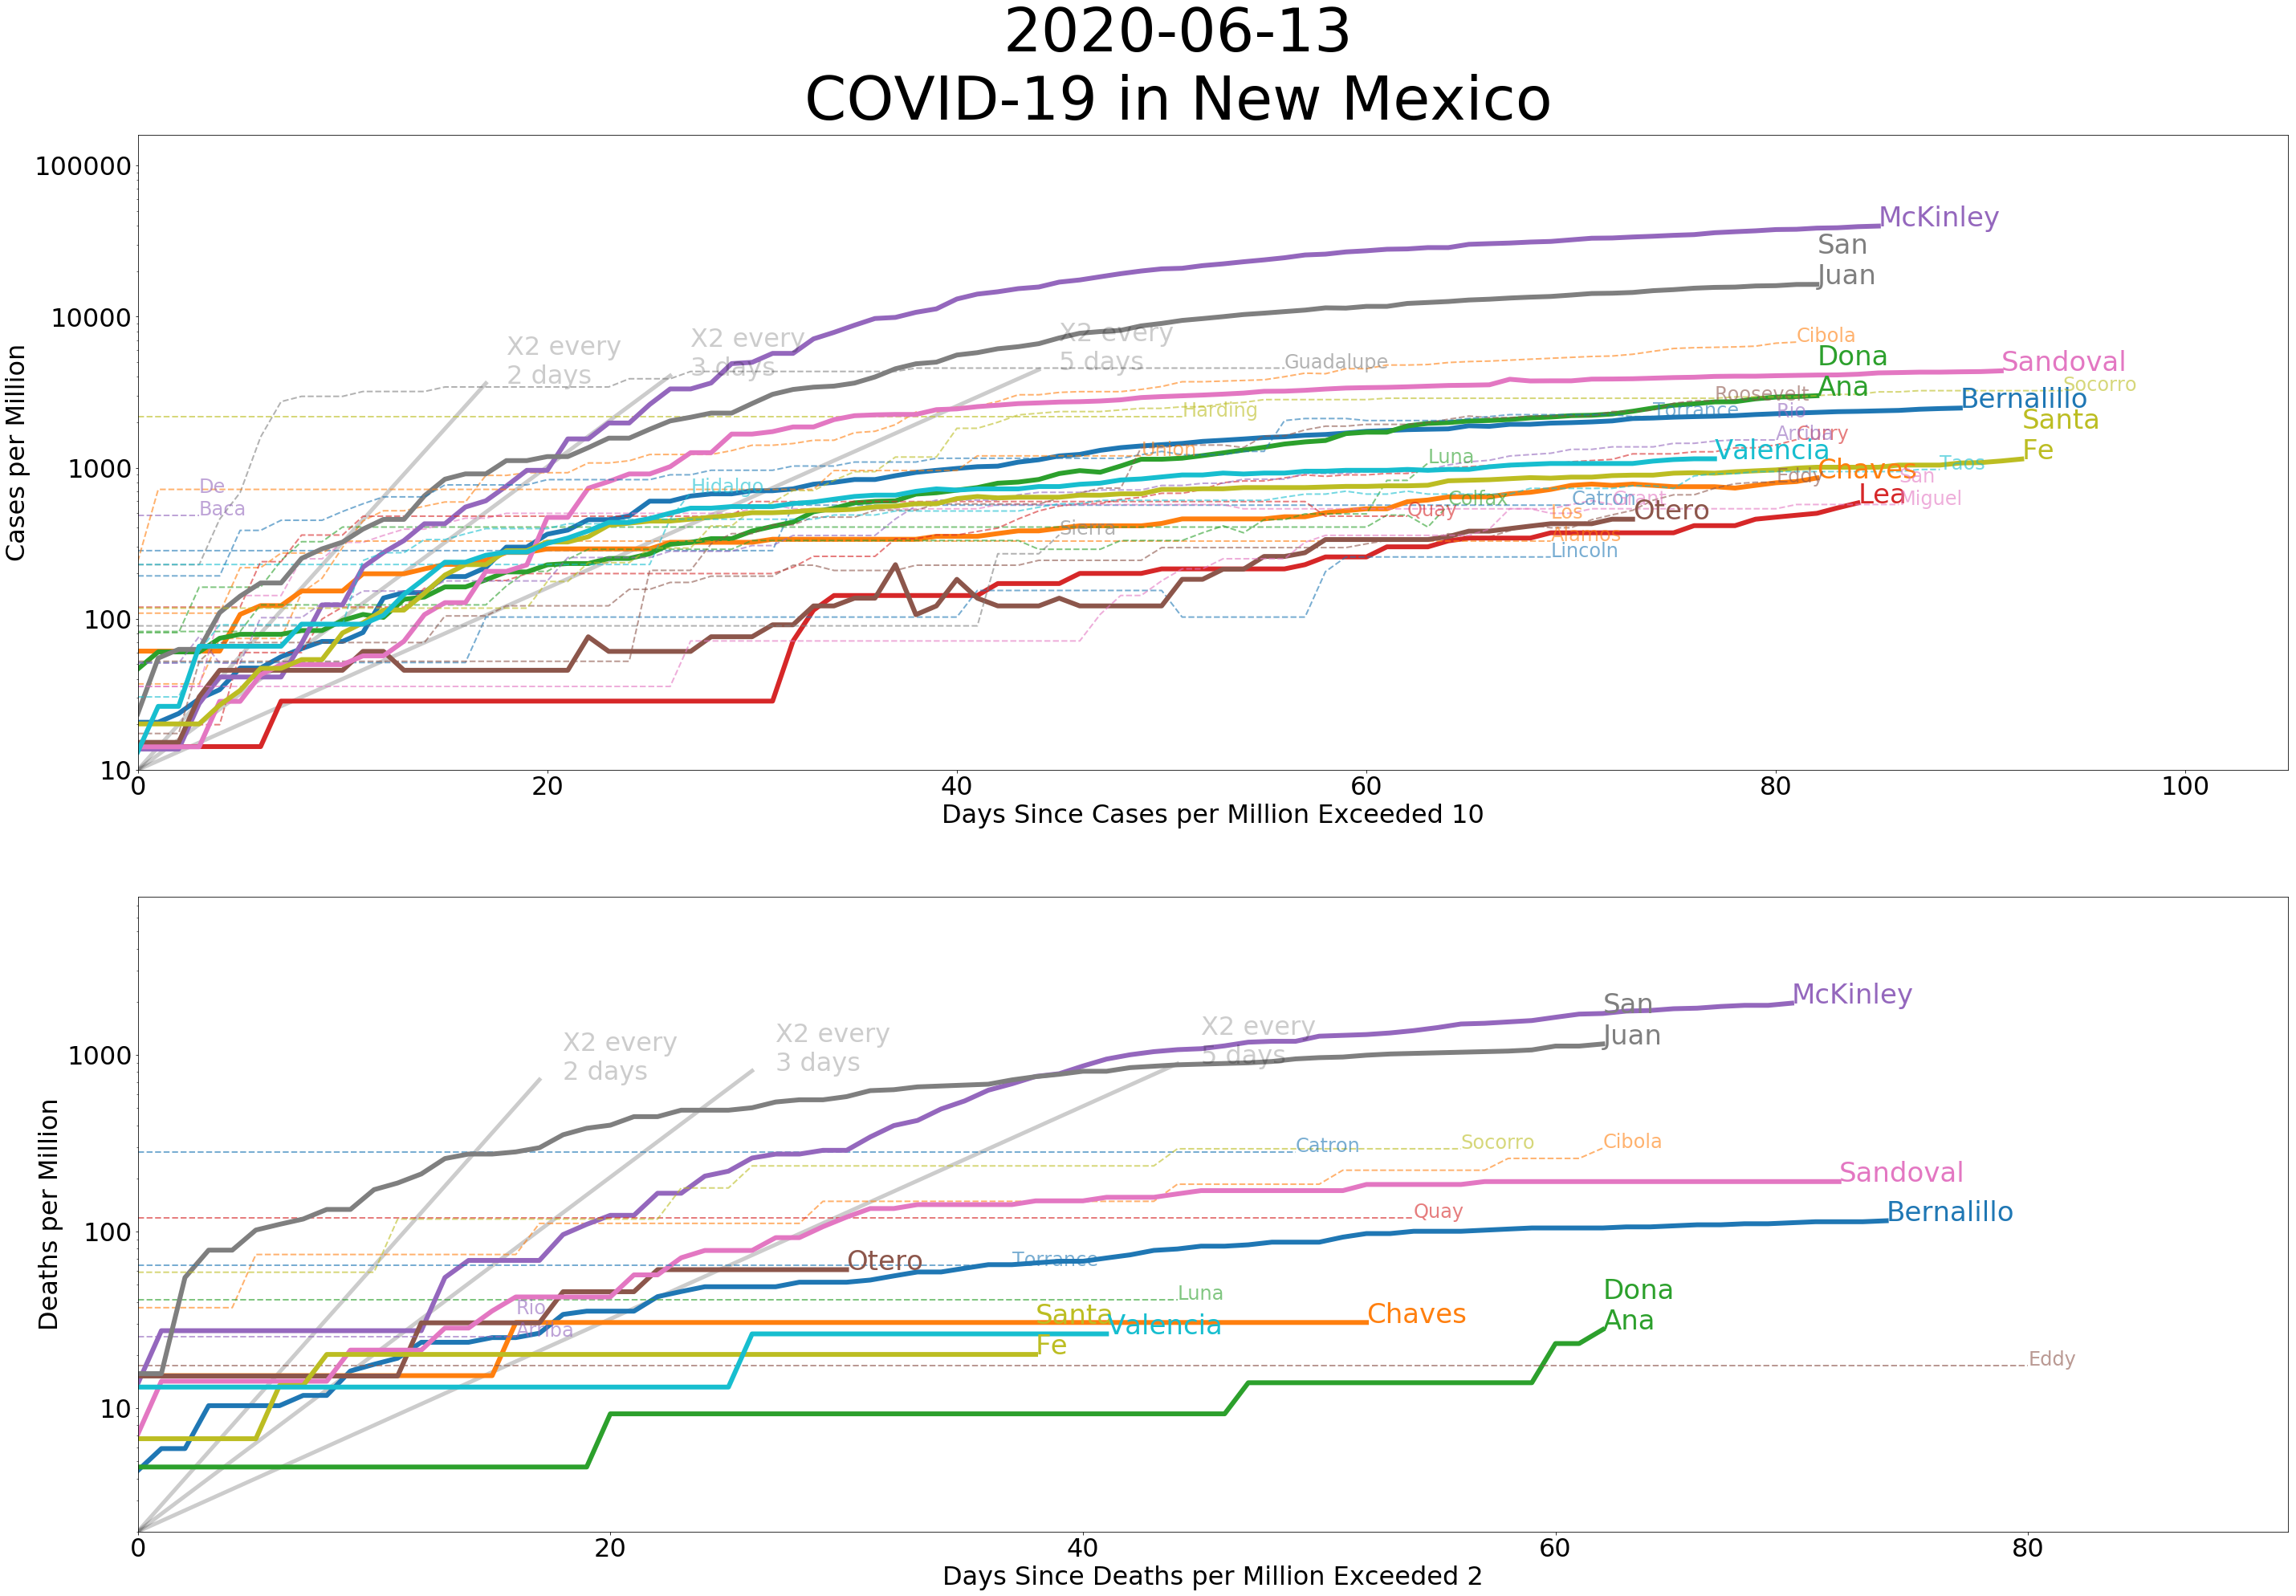 2020-06-13
COVID-19 in New Mexico
100000
10000
1000
100
10
Cases per Million
McKinley
San
Juan
X2 every
2 days
X2 every
3 days
X2 every
5 days
Guadalupe
Cibola
Dona
Ana
Sandoval
Socorro
Roosevelt
Bernalillo
Harding
Torrance
Rio
Arriba
Santa
Fe
Curry
Union
Luna
Valencia
Taos
De
Baca
Hidalgo
Chaves
Eddy
San
Miguel
Colfax
Catron
Grant
Lea
Quay
Los
Alamos
Otero
Sierra
Lincoln
0
20
40
60
80
100
Days Since Cases per Million Exceeded 10
1000
100
10
Deaths per Million
McKinley
San
Juan
X2 every
2 days
X2 every
3 days
X2 every
5 days
Catron
Socorro
Cibola
Sandoval
Quay
Bernalillo
Otero
Torrance
Luna
Rio
Arriba
Santa
Fe
Valencia
Chaves
Dona
Ana
Eddy
0
20
40
60
80
Days Since Deaths per Million Exceeded 2